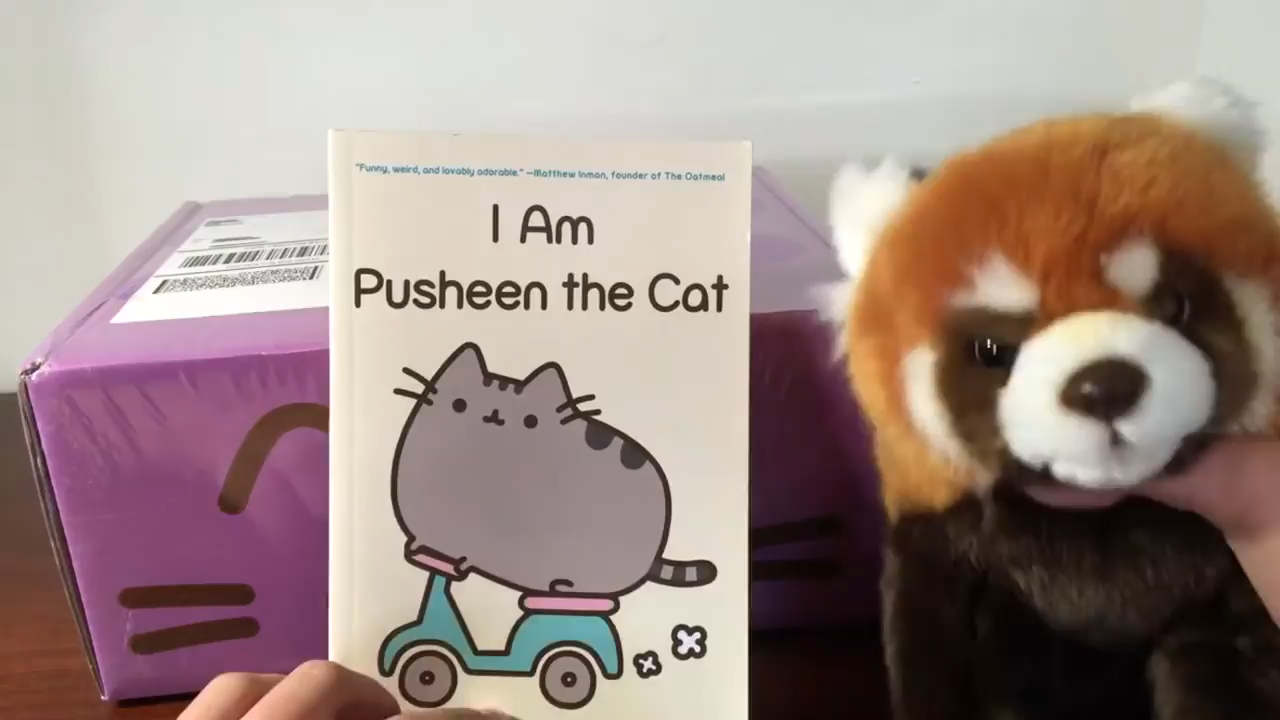 "Funny, weird, and lovably adorable." —Matthew Inman, founder of The Oatmeal
I Am
Pusheen the Cat